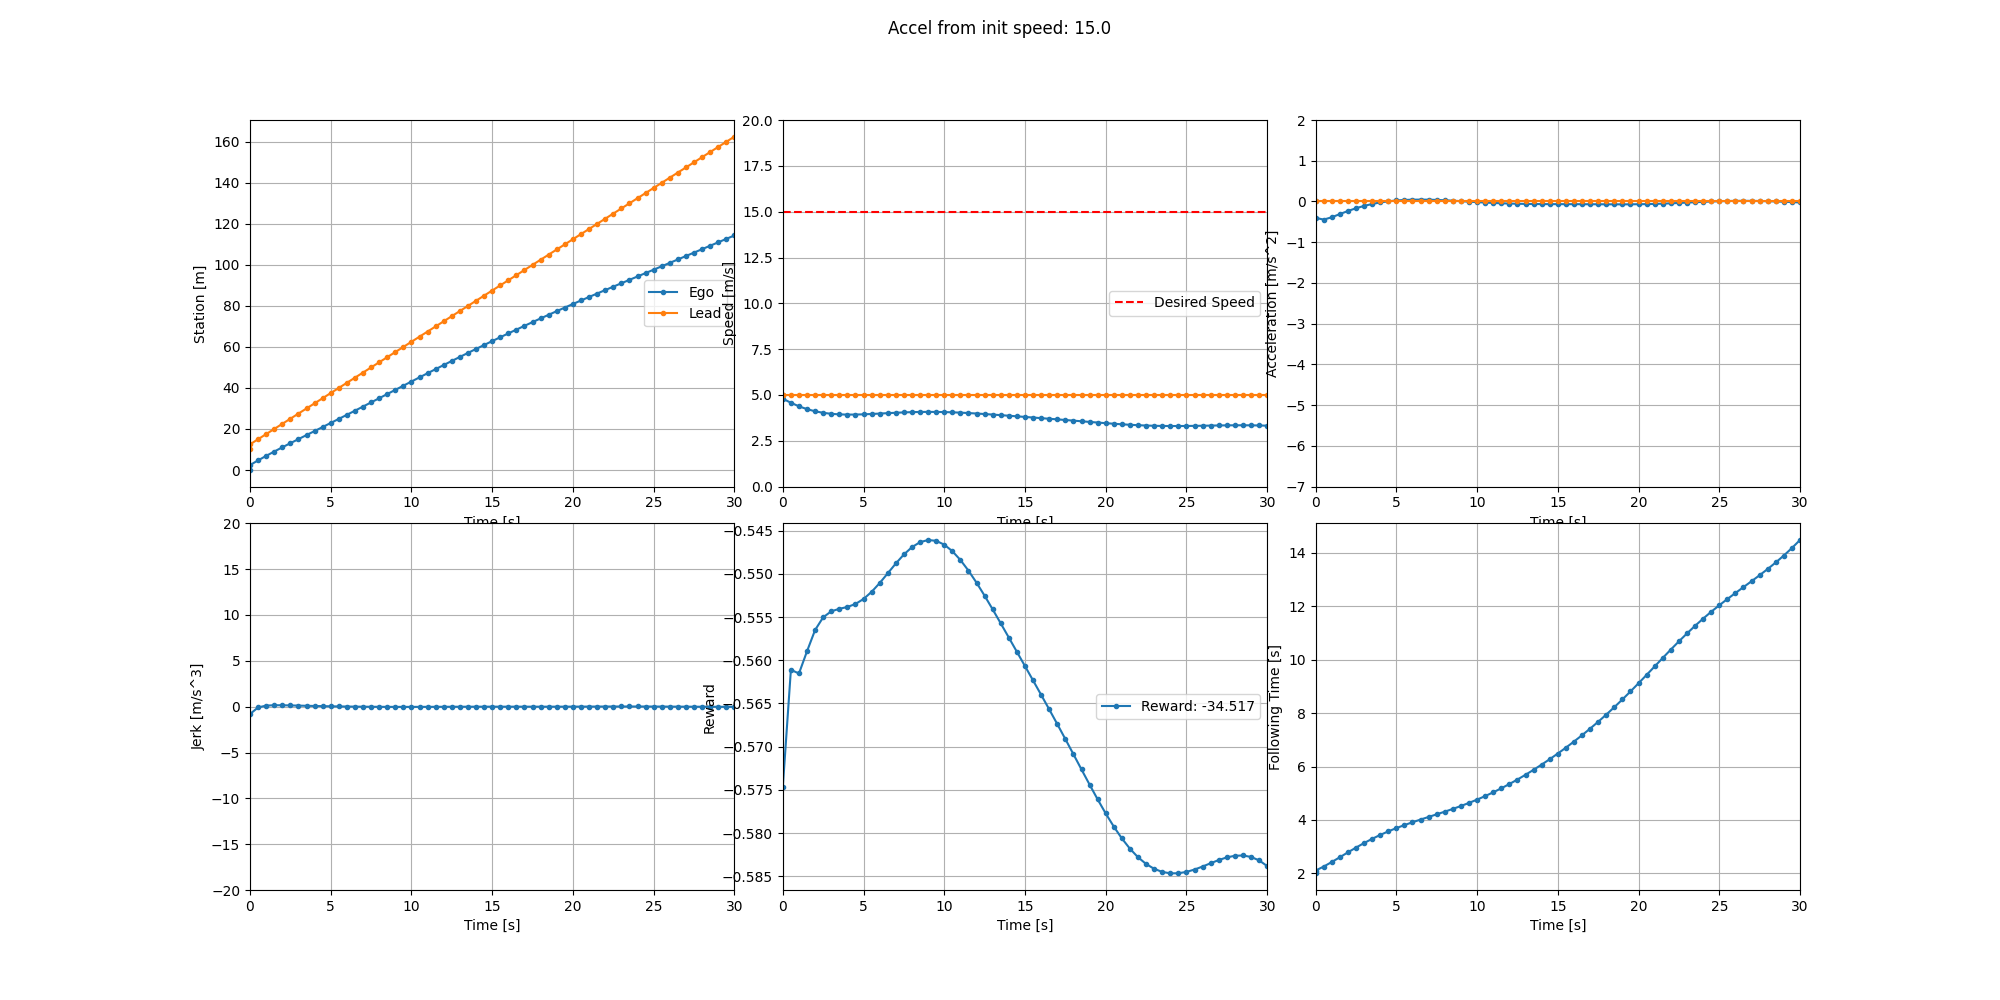 Accel from init speed: 15.0
Station [m]
160
140
120
100
80
60
40
20
0
0 5 10 15 20 25 30
Time [s]
Ego
Lead
Speed [m/s]
20.0
17.5
15.0
12.5
10.0
7.5
5.0
2.5
0.0
0 5 10 15 20 25 30
Time [s]
Desired Speed
Acceleration [m/s^2]
2
1
0
−1
−2
−3
−4
−5
−6
−7
0 5 10 15 20 25 30
Time [s]
Jerk [m/s^3]
20
15
10
5
0
−5
−10
−15
−20
0 5 10 15 20 25 30
Time [s]
Reward
−0.545
−0.550
−0.555
−0.560
−0.565
−0.570
−0.575
−0.580
−0.585
0 5 10 15 20 25 30
Time [s]
Reward: -34.517
Following Time [s]
14
12
10
8
6
4
2
0 5 10 15 20 25 30
Time [s]